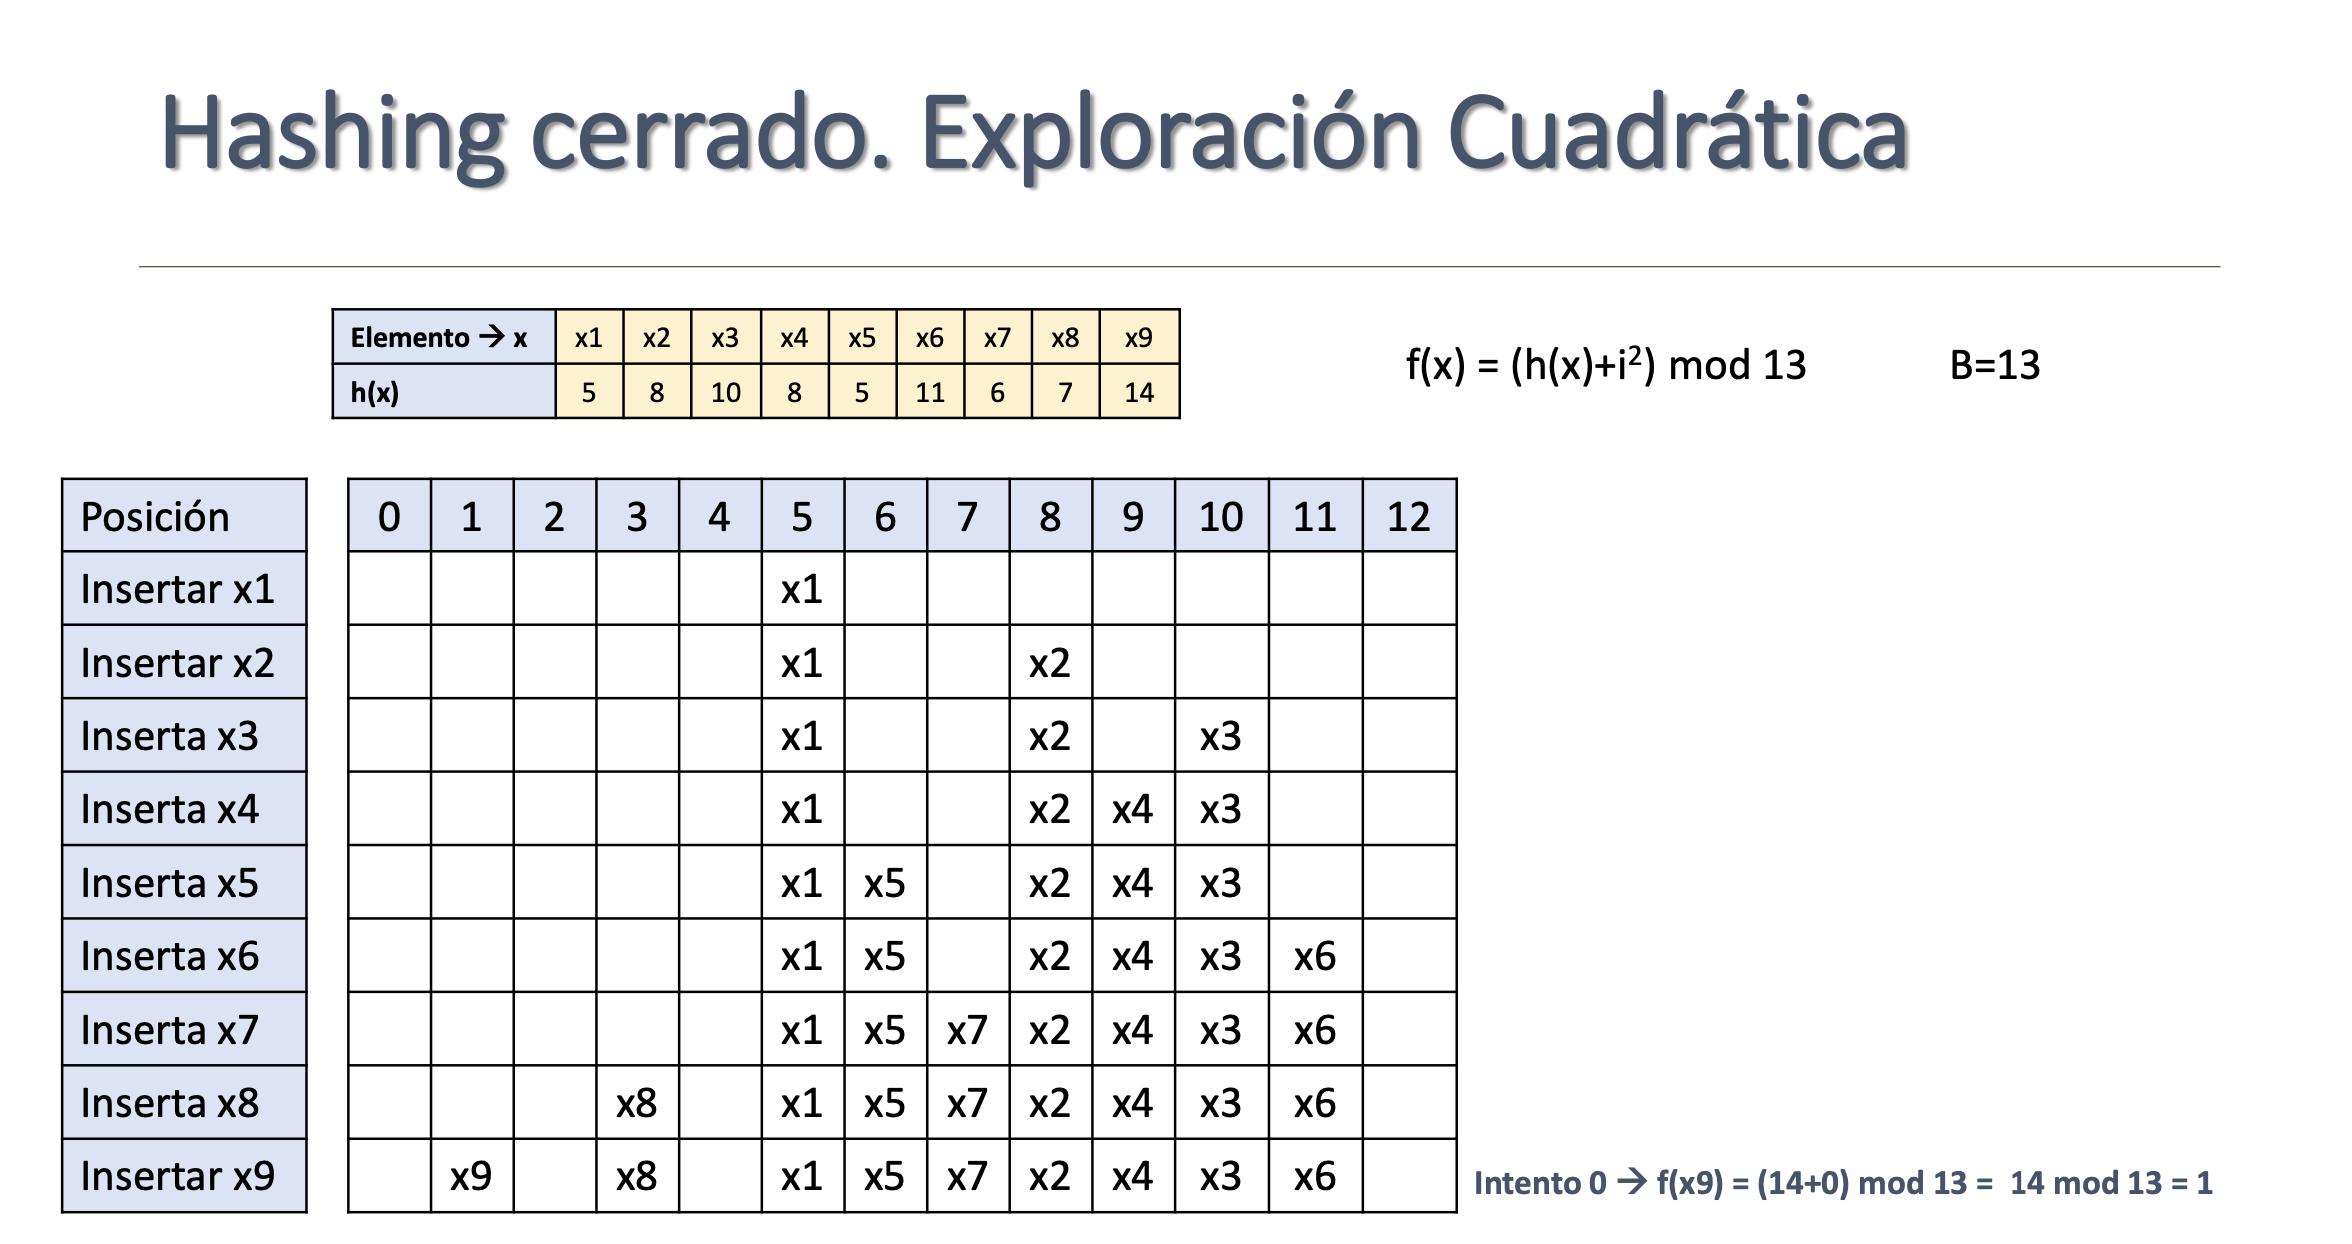 Hashing cerrado. Exploración Cuadrática
Elemento → x x1 x2 x3 x4 x5 x6 x7 x8 x9
h(x) 5 8 10 8 5 11 6 7 14
f(x) = (h(x)+i²) mod 13 B=13
Posición 0 1 2 3 4 5 6 7 8 9 10 11 12
Insertar x1 x1
Insertar x2 x1 x2
Inserta x3 x1 x2 x3
Inserta x4 x1 x2 x4 x3
Inserta x5 x1 x5 x2 x4 x3
Inserta x6 x1 x5 x2 x4 x3 x6
Inserta x7 x1 x5 x7 x2 x4 x3 x6
Inserta x8 x8 x1 x5 x7 x2 x4 x3 x6
Insertar x9 x9 x8 x1 x5 x7 x2 x4 x3 x6
Intento 0 → f(x9) = (14+0) mod 13 = 14 mod 13 = 1